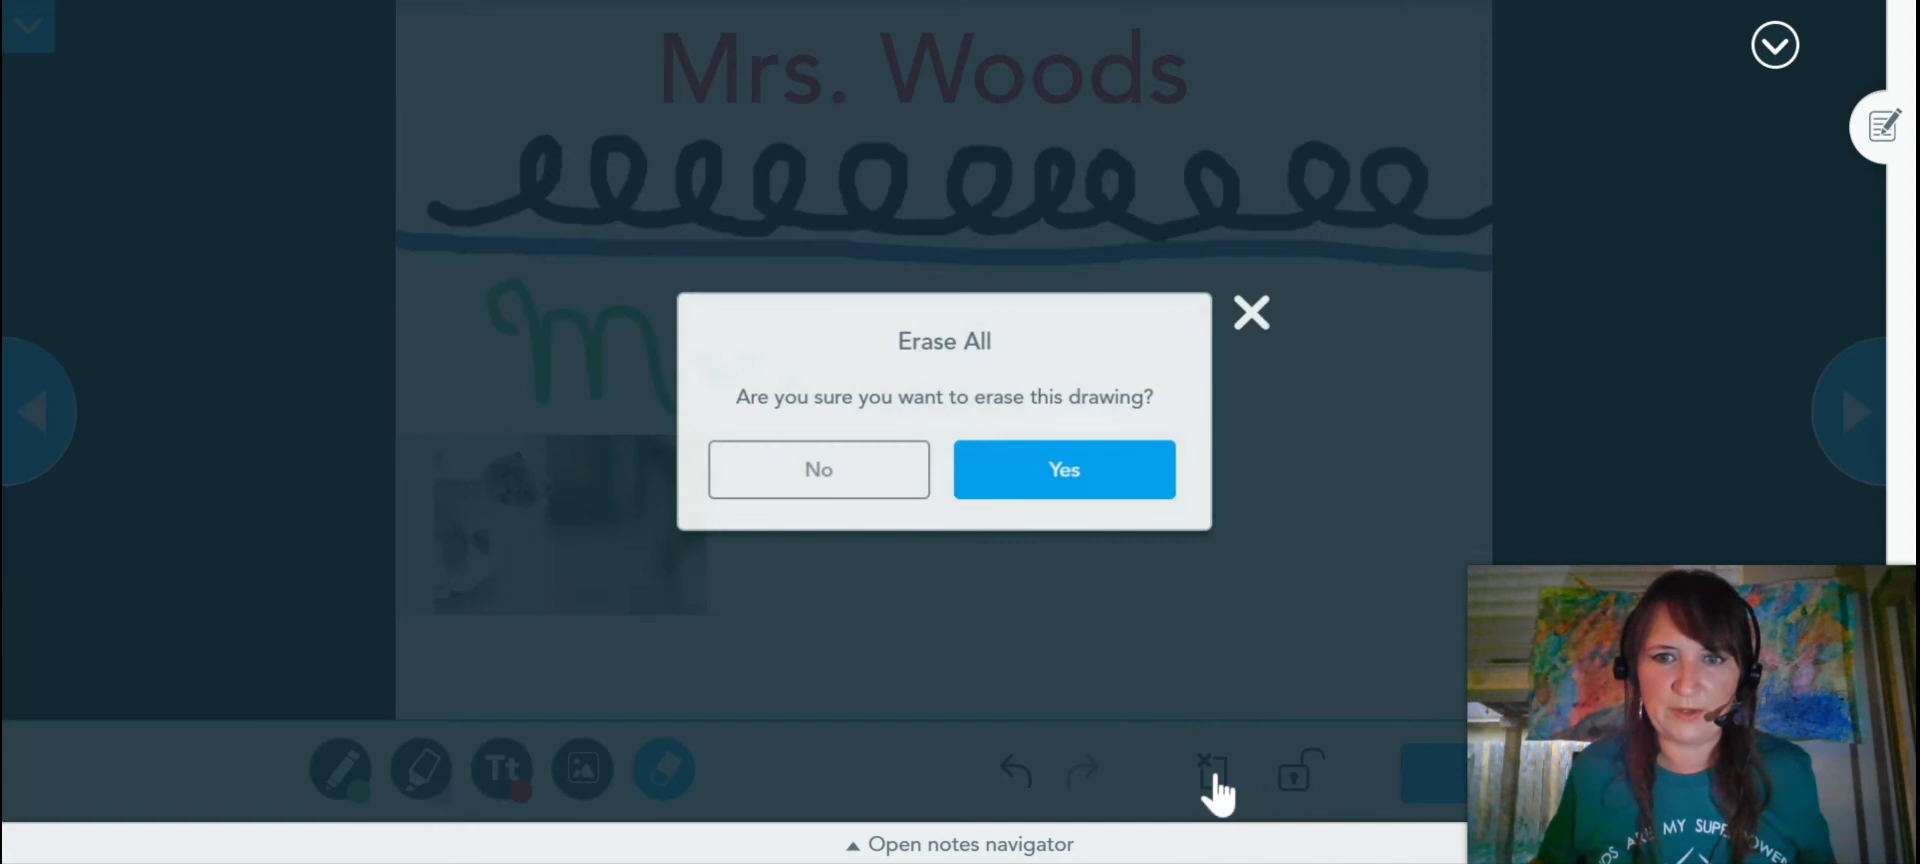 Mrs. Woods
m
Erase All
Are you sure you want to erase this drawing?
No
Yes
Tt
Open notes navigator
MY